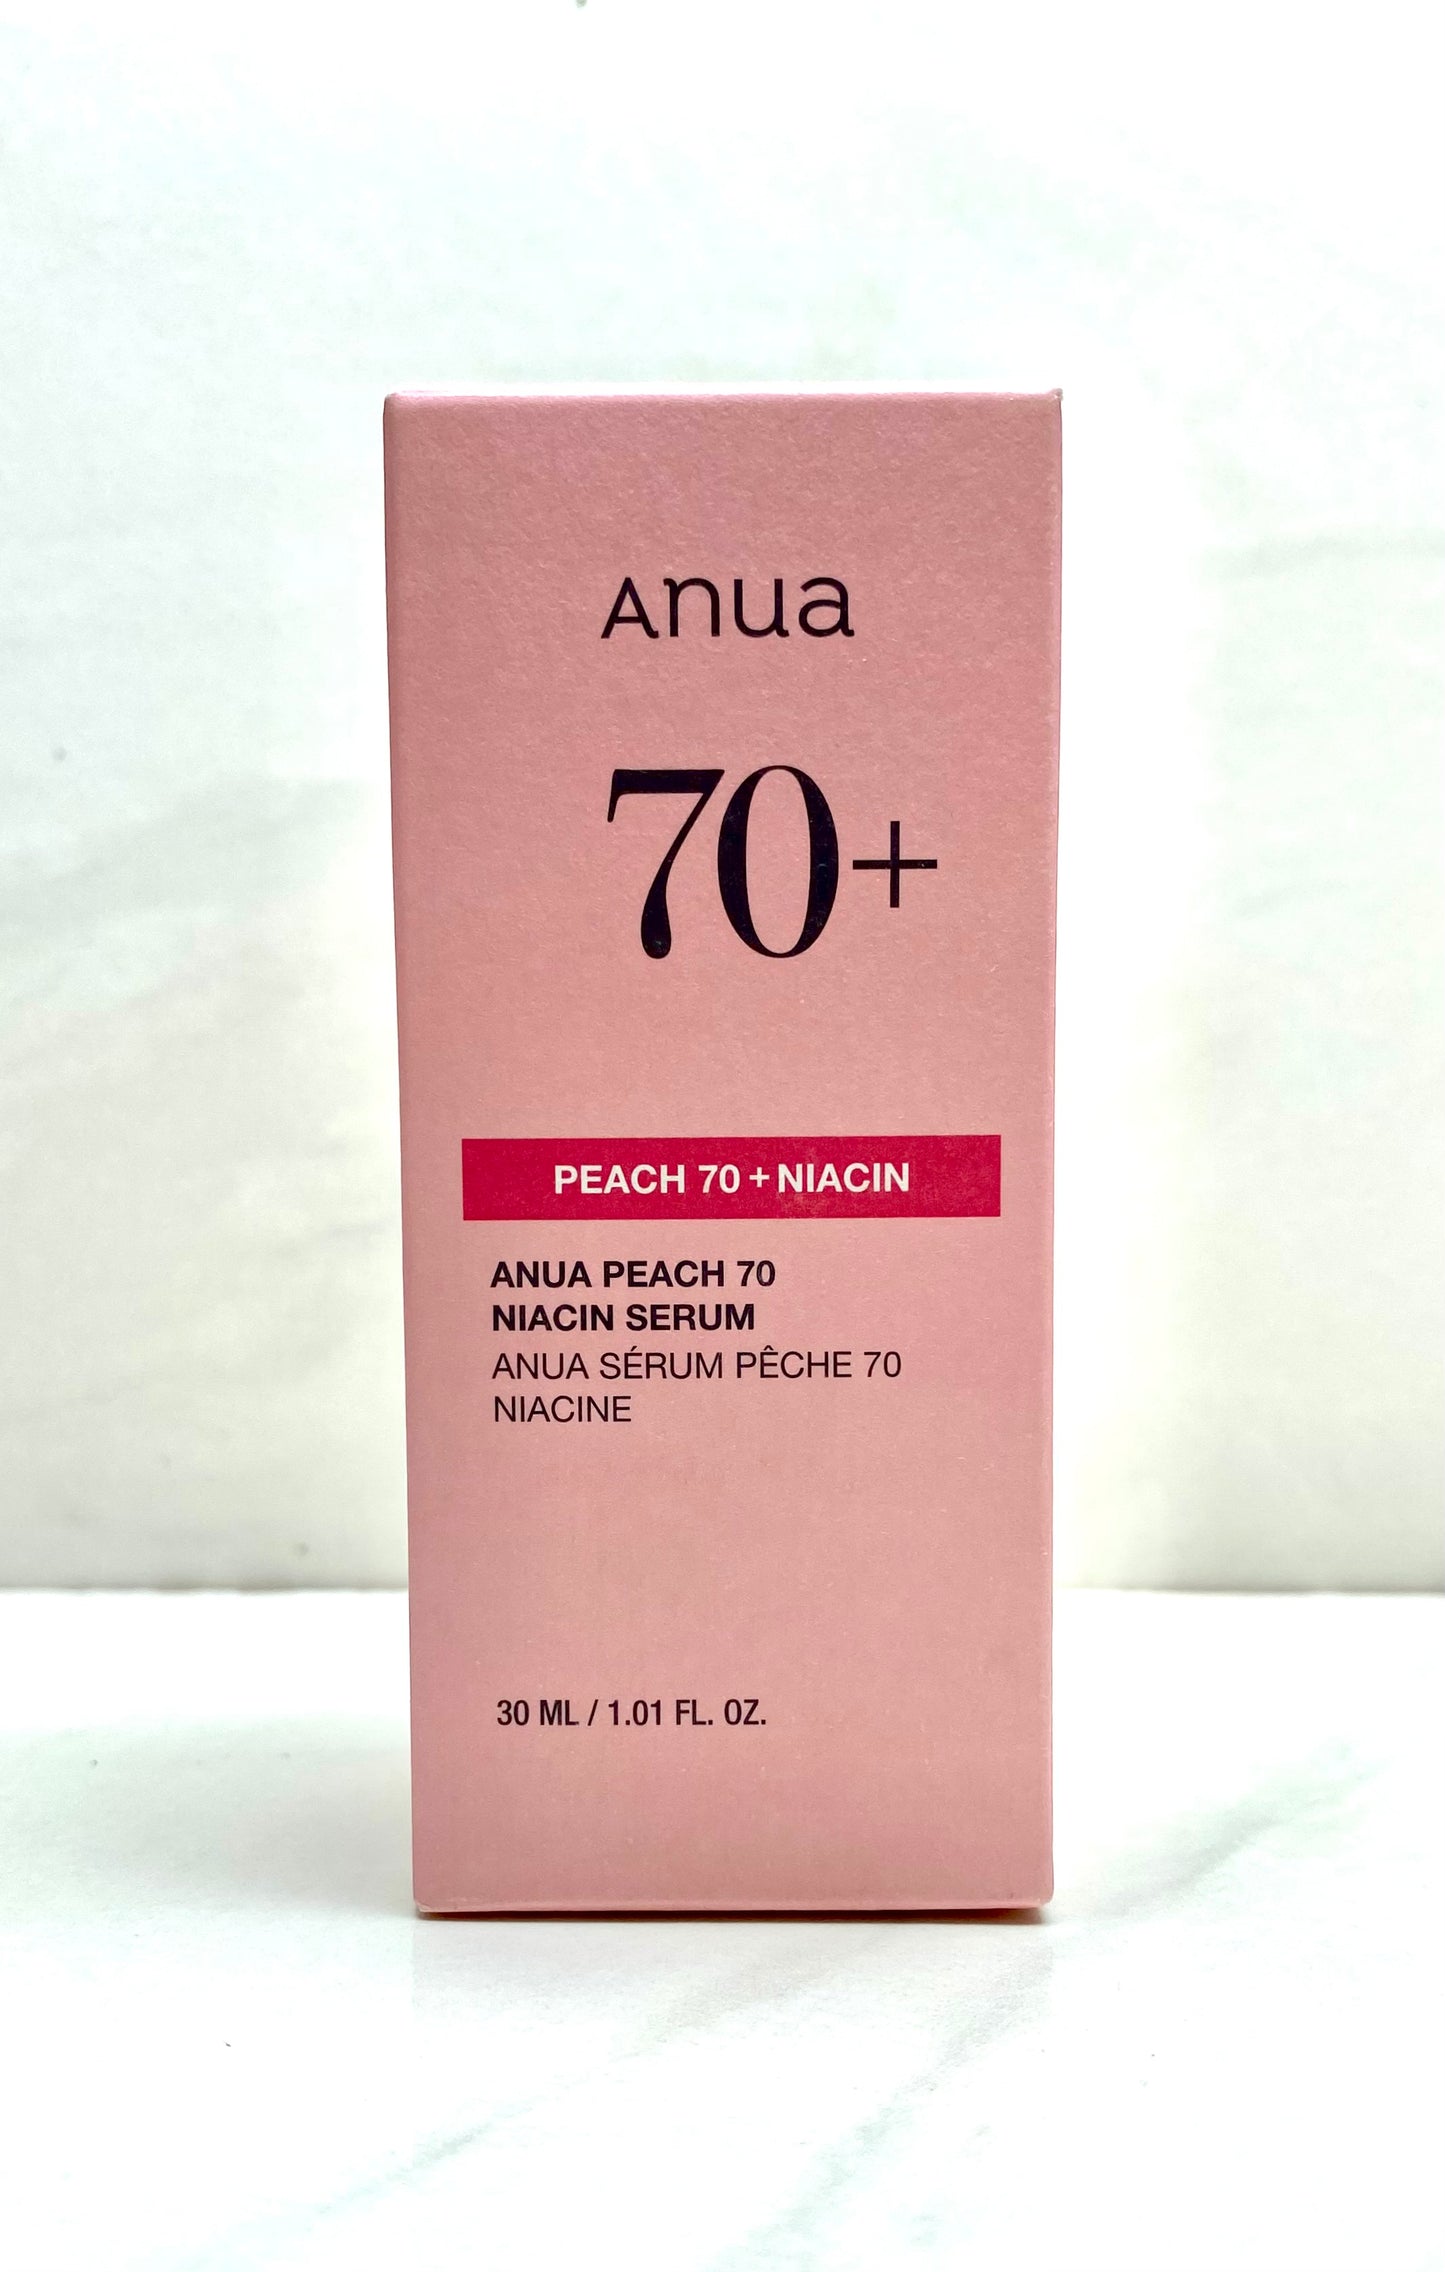 Anua
70+
PEACH 70 + NIACIN
ANUA PEACH 70
NIACIN SERUM
ANUA SÉRUM PÊCHE 70
NIACINE
30 ML / 1.01 FL. OZ.